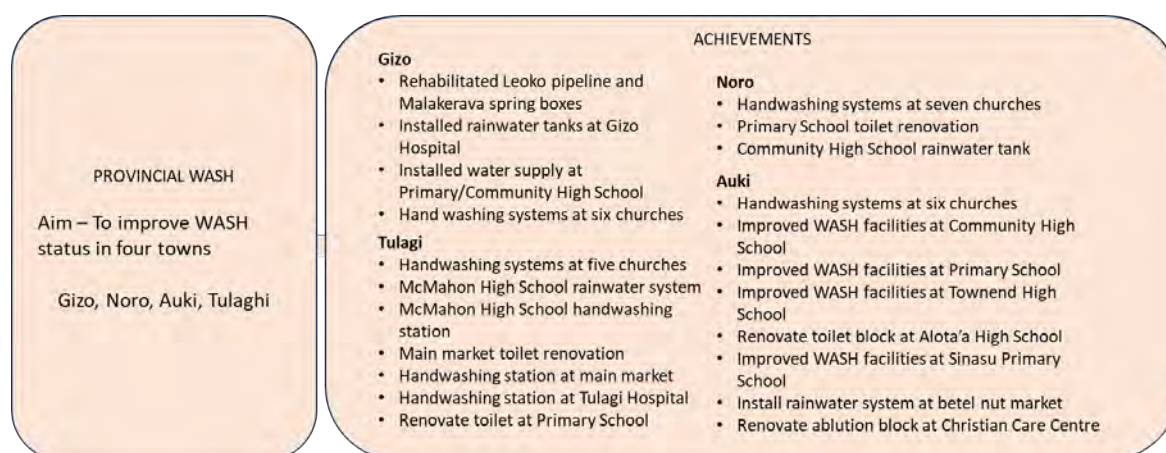 PROVINCIAL WASH
Aim – To improve WASH
status in four towns
Gizo, Noro, Auki, Tulaghi
ACHIEVEMENTS
Gizo
• Rehabilitated Leoko pipeline and
Malakerava spring boxes
• Installed rainwater tanks at Gizo
Hospital
• Installed water supply at
Primary/Community High School
• Hand washing systems at six churches
Tulagi
• Handwashing systems at five churches
• McMahon High School rainwater system
• McMahon High School handwashing
station
• Main market toilet renovation
• Handwashing station at main market
• Handwashing station at Tulagi Hospital
• Renovate toilet at Primary School
Noro
• Handwashing systems at seven churches
• Primary School toilet renovation
• Community High School rainwater tank
Auki
• Handwashing systems at six churches
• Improved WASH facilities at Community High
School
• Improved WASH facilities at Primary School
• Improved WASH facilities at Townend High
School
• Renovate toilet block at Alota'a High School
• Improved WASH facilities at Sinasu Primary
School
• Install rainwater system at betel nut market
• Renovate ablution block at Christian Care Centre